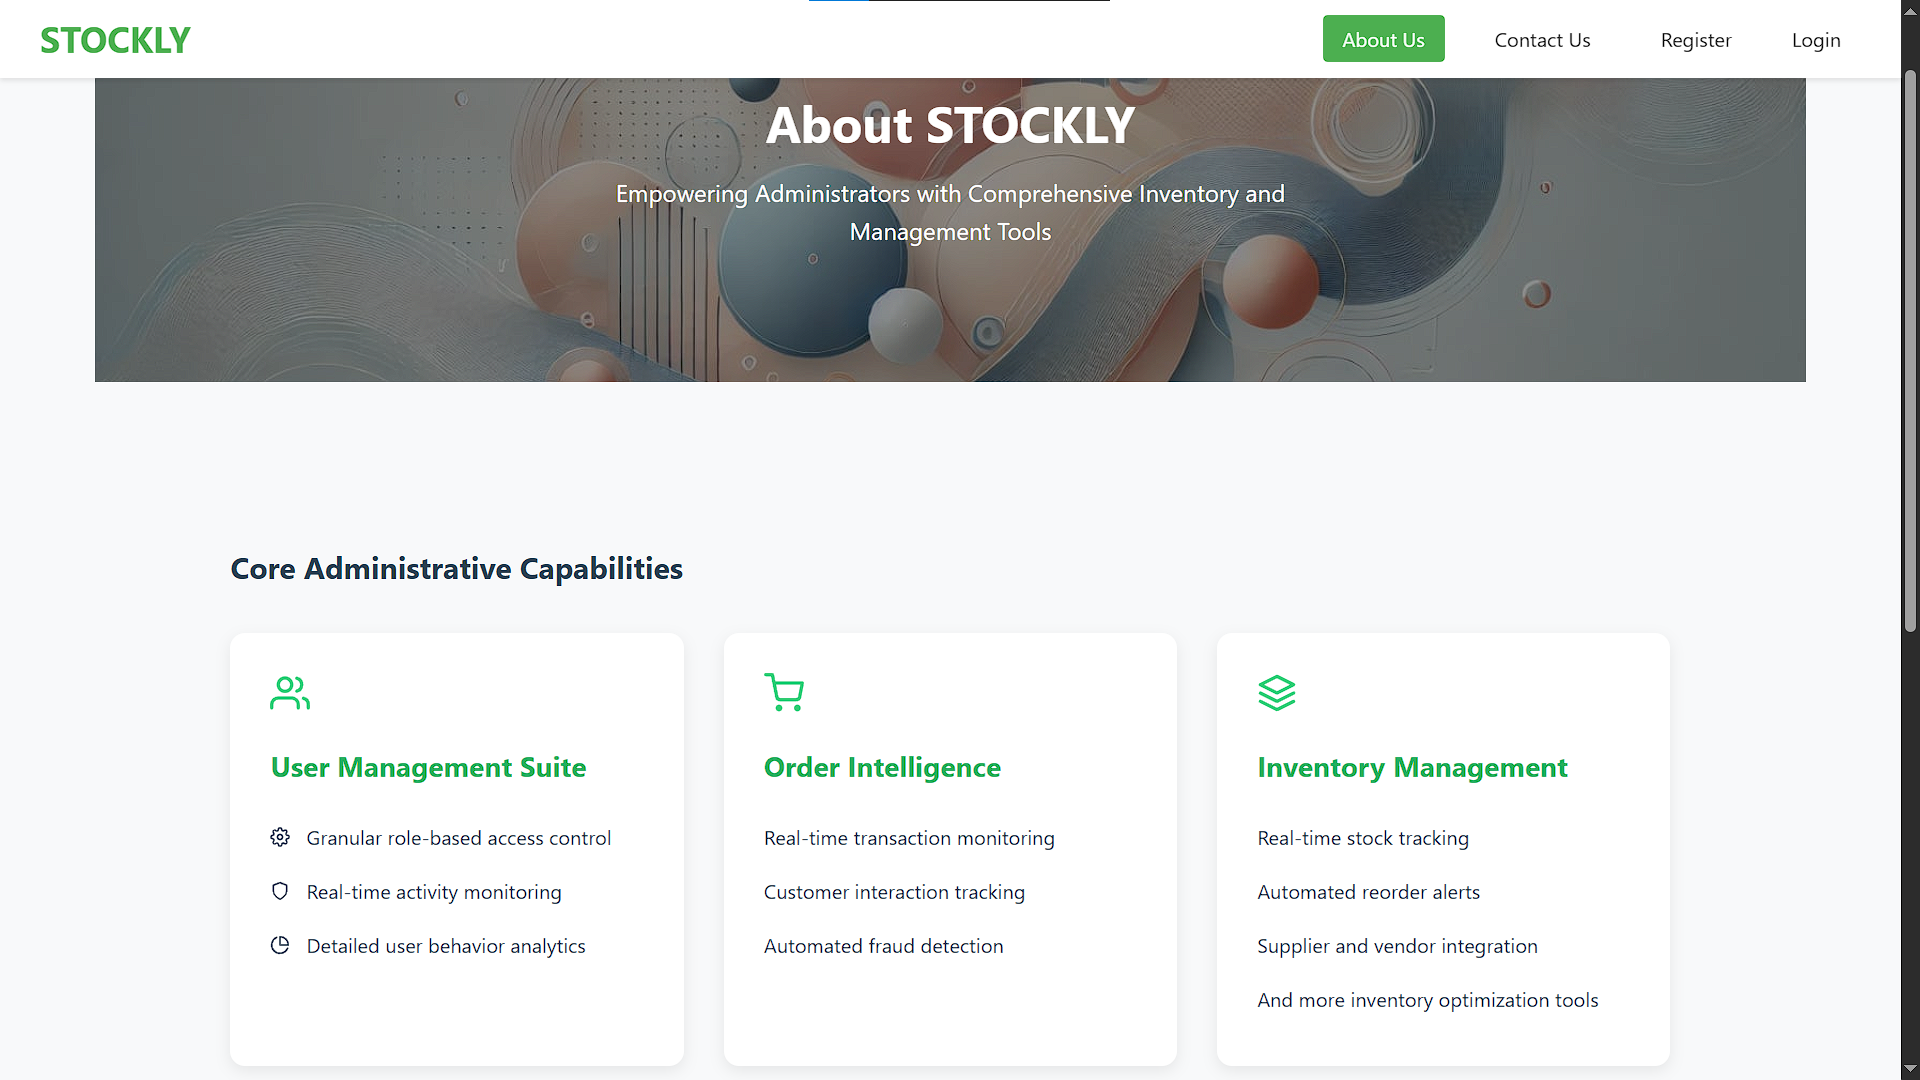 STOCKLY
About Us
Contact Us
Register
Login
About STOCKLY
Empowering Administrators with Comprehensive Inventory and
Management Tools
Core Administrative Capabilities
User Management Suite
Granular role-based access control
Real-time activity monitoring
Detailed user behavior analytics
Order Intelligence
Real-time transaction monitoring
Customer interaction tracking
Automated fraud detection
Inventory Management
Real-time stock tracking
Automated reorder alerts
Supplier and vendor integration
And more inventory optimization tools